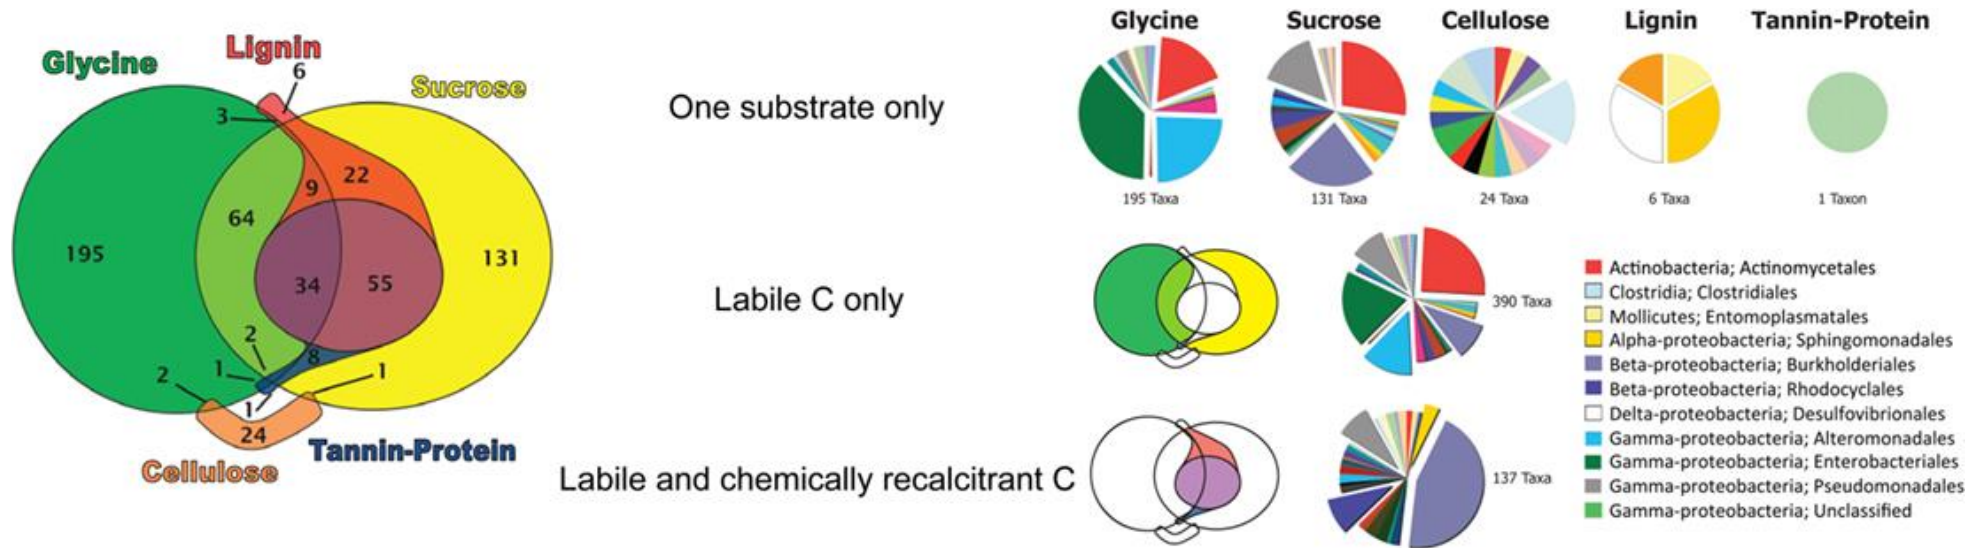 Glycine
Lignin
Sucrose
6
3
22
9
64
195
131
34
55
2
8
1
2
1
1
24
Tannin-Protein
Cellulose
Glycine Sucrose Cellulose Lignin Tannin-Protein
One substrate only
195 Taxa 131 Taxa 24 Taxa 6 Taxa 1 Taxon
Labile C only
390 Taxa
Labile and chemically recalcitrant C
137 Taxa
Actinobacteria; Actinomycetales
Clostridia; Clostridiales
Mollicutes; Entomoplasmatales
Alpha-proteobacteria; Sphingomonadales
Beta-proteobacteria; Burkholderiales
Beta-proteobacteria; Rhodocyclales
Delta-proteobacteria; Desulfovibrionales
Gamma-proteobacteria; Alteromonadales
Gamma-proteobacteria; Enterobacteriales
Gamma-proteobacteria; Pseudomonadales
Gamma-proteobacteria; Unclassified